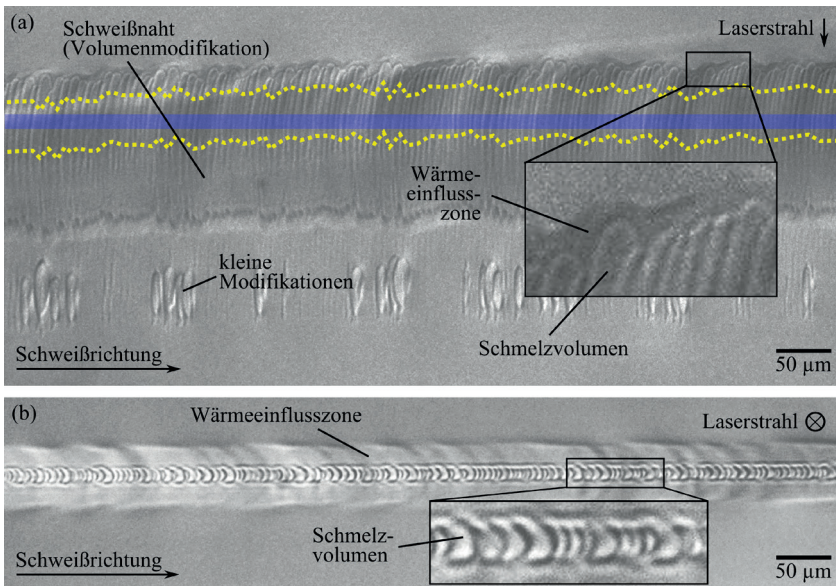 (a)
Schweißnaht
(Volumenmodifikation)
Laserstrahl
Wärme-
einfluss-
zone
kleine
Modifikationen
Schmelzvolumen
Schweißrichtung
50 µm
(b)
Wärmeeinflusszone
Laserstrahl
Schmelz-
volumen
Schweißrichtung
50 µm